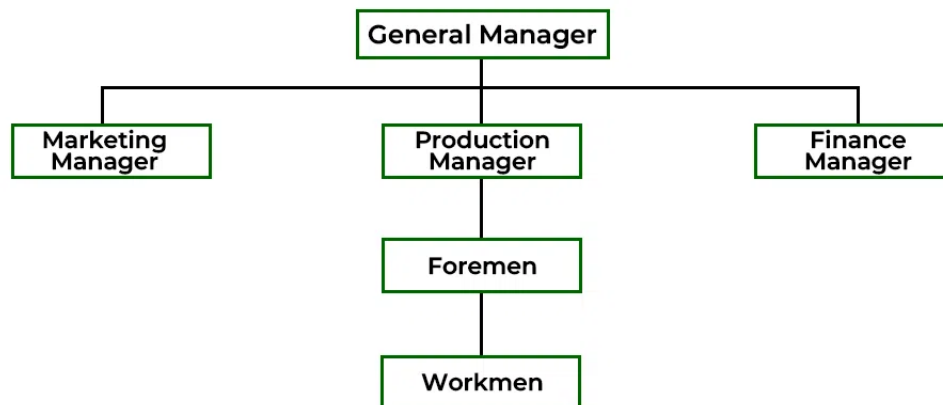 General Manager
Marketing
Manager
Production
Manager
Finance
Manager
Foremen
Workmen